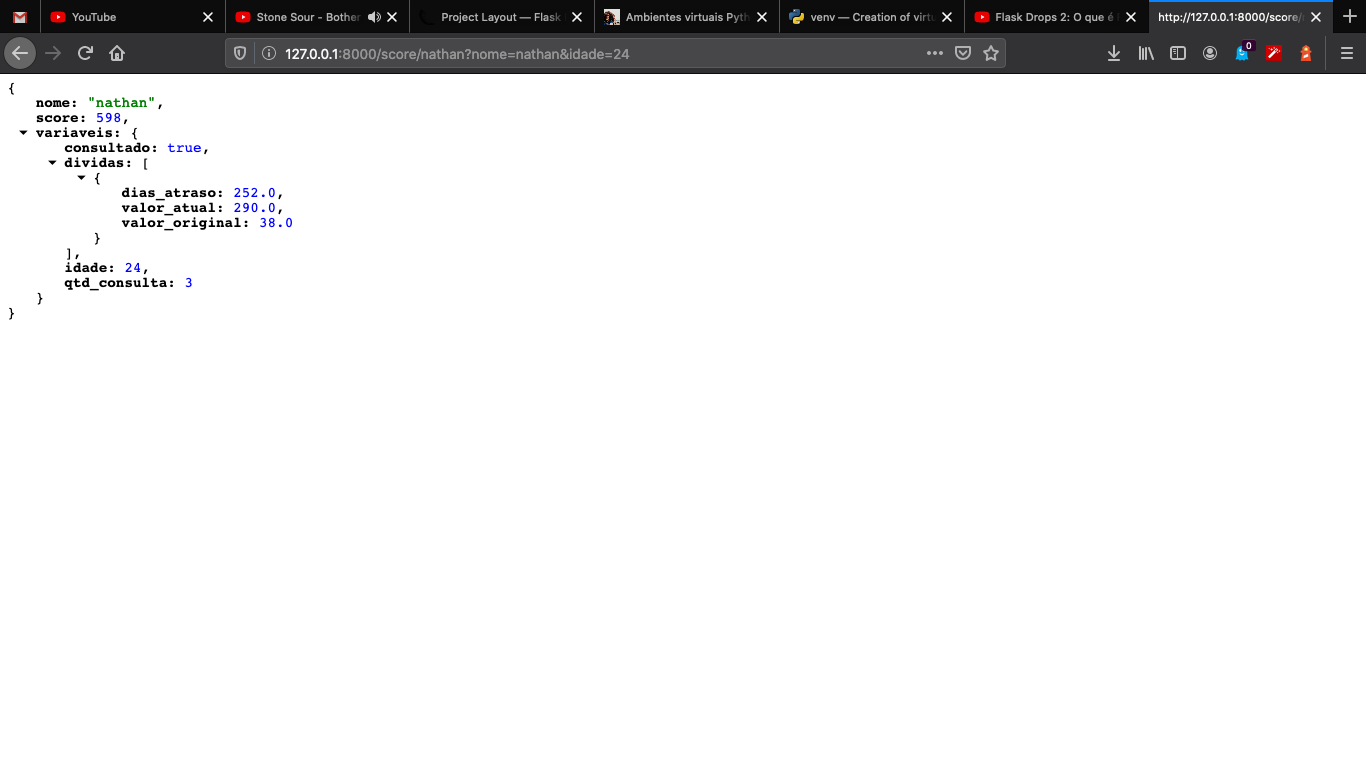 YouTube
Stone Sour - Bother
Project Layout — Flask
Ambientes virtuais Pyth
venv — Creation of virtu
Flask Drops 2: O que é
http://127.0.0.1:8000/score/
127.0.0.1:8000/score/nathan?nome=nathan&idade=24
0
{
nome: "nathan",
score: 598,
variaveis: {
consultado: true,
dividas: [
{
dias_atraso: 252.0,
valor_atual: 290.0,
valor_original: 38.0
}
],
idade: 24,
qtd_consulta: 3
}
}